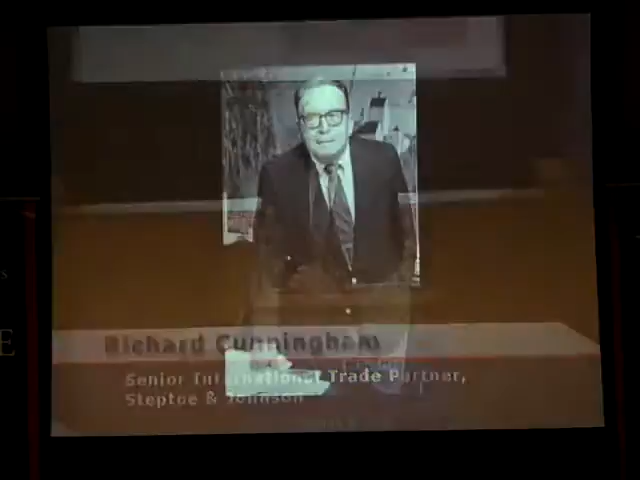 Richard Cunningham
Senior International Trade Partner,
Steptoe & Johnson
S
E